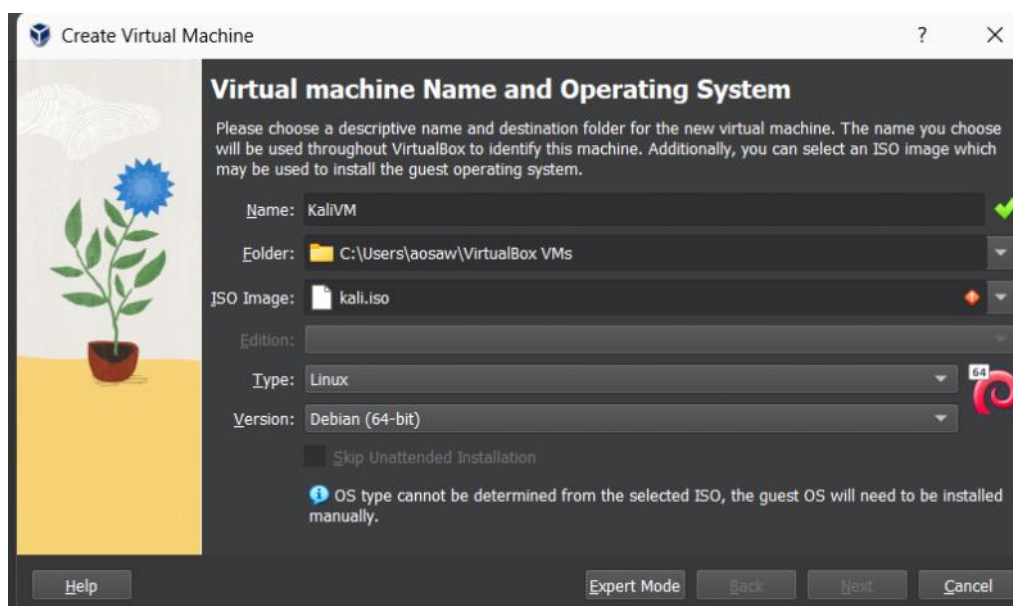 Create Virtual Machine
?
Virtual machine Name and Operating System
Please choose a descriptive name and destination folder for the new virtual machine. The name you choose
will be used throughout VirtualBox to identify this machine. Additionally, you can select an ISO image which
may be used to install the guest operating system.
Name: KaliVM
Folder: C:\Users\aosaw\VirtualBox VMs
ISO Image: kali.iso
Edition:
Type: Linux
64
Version: Debian (64-bit)
Skip Unattended Installation
OS type cannot be determined from the selected ISO, the guest OS will need to be installed
manually.
Help Expert Mode Back Next Cancel